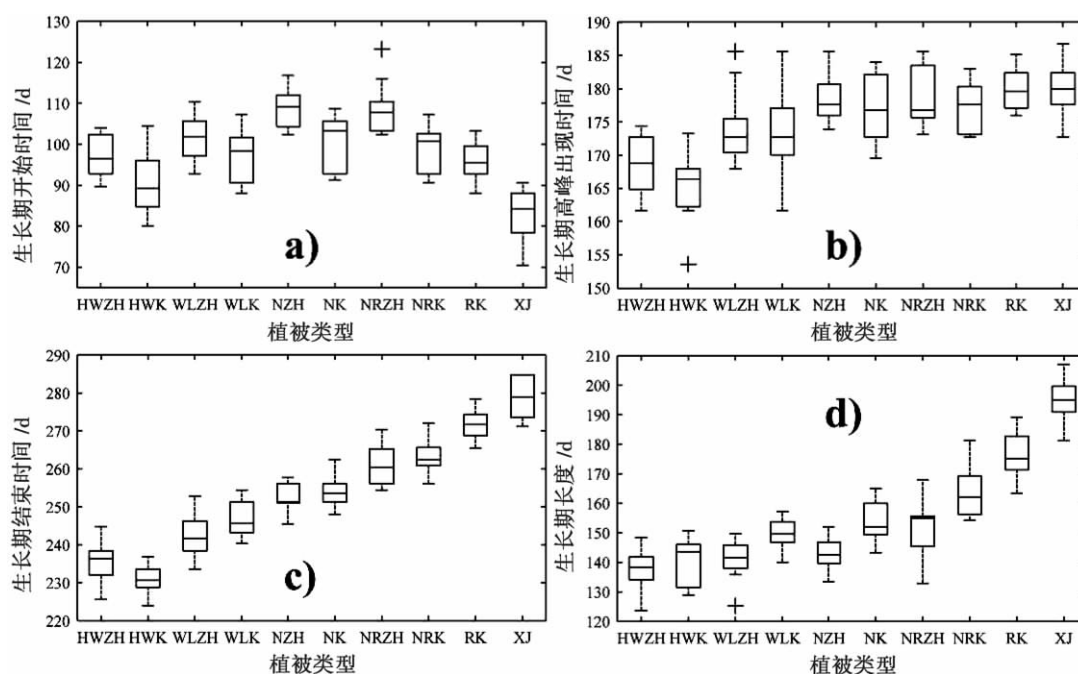 生长期开始时间 /d
130
120
110
100
90
80
70
a)
HWZH HWK WLZH WLK NZH NK NRZH NRK RK XJ
植被类型
生长期高峰出现时间 /d
190
185
180
175
170
165
160
155
150
b)
HWZH HWK WLZH WLK NZH NK NRZH NRK RK XJ
植被类型
生长期结束时间 /d
290
280
270
260
250
240
230
220
c)
HWZH HWK WLZH WLK NZH NK NRZH NRK RK XJ
植被类型
生长期长度 /d
210
200
190
180
170
160
150
140
130
120
d)
HWZH HWK WLZH WLK NZH NK NRZH NRK RK XJ
植被类型